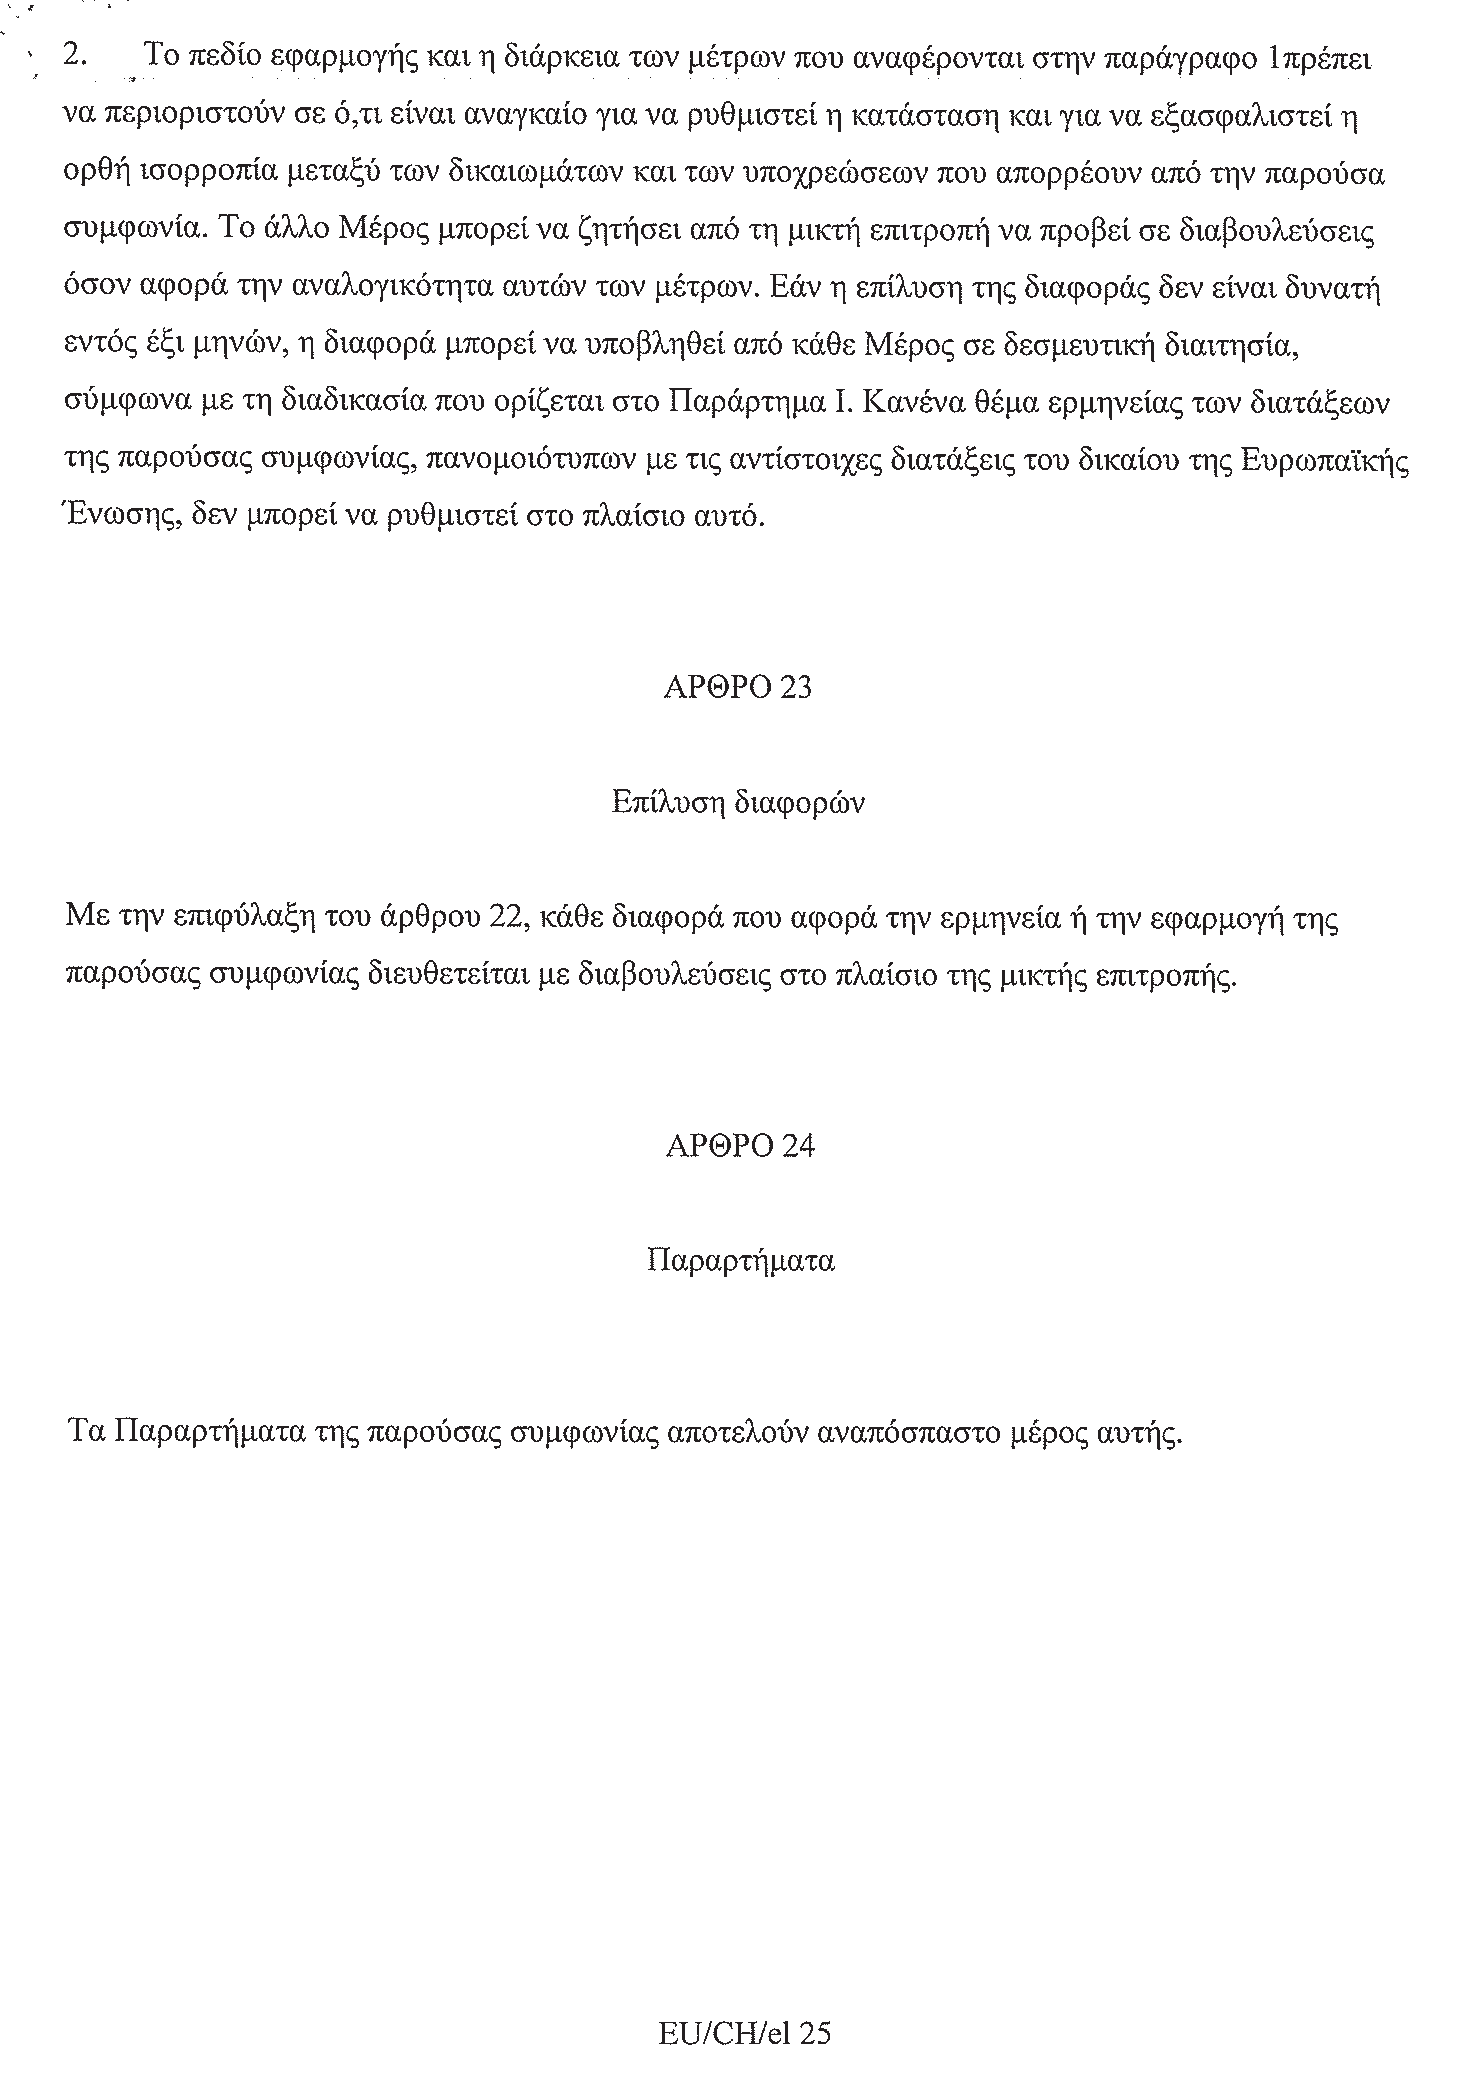 2. Το πεδίο εφαρμογής και η διάρκεια των μέτρων που αναφέρονται στην παράγραφο 1πρέπει
να περιοριστούν σε ό,τι είναι αναγκαίο για να ρυθμιστεί η κατάσταση και για να εξασφαλιστεί η
ορθή ισορροπία μεταξύ των δικαιωμάτων και των υποχρεώσεων που απορρέουν από την παρούσα
συμφωνία. Το άλλο Μέρος μπορεί να ζητήσει από τη μικτή επιτροπή να προβεί σε διαβουλεύσεις
όσον αφορά την αναλογικότητα αυτών των μέτρων. Εάν η επίλυση της διαφοράς δεν είναι δυνατή
εντός έξι μηνών, η διαφορά μπορεί να υποβληθεί από κάθε Μέρος σε δεσμευτική διαιτησία,
σύμφωνα με τη διαδικασία που ορίζεται στο Παράρτημα Ι. Κανένα θέμα ερμηνείας των διατάξεων
της παρούσας συμφωνίας, πανομοιότυπων με τις αντίστοιχες διατάξεις του δικαίου της Ευρωπαϊκής
Ένωσης, δεν μπορεί να ρυθμιστεί στο πλαίσιο αυτό.
ΑΡΘΡΟ 23
Επίλυση διαφορών
Με την επιφύλαξη του άρθρου 22, κάθε διαφορά που αφορά την ερμηνεία ή την εφαρμογή της
παρούσας συμφωνίας διευθετείται με διαβουλεύσεις στο πλαίσιο της μικτής επιτροπής.
ΑΡΘΡΟ 24
Παραρτήματα
Τα Παραρτήματα της παρούσας συμφωνίας αποτελούν αναπόσπαστο μέρος αυτής.
EU/CH/el 25